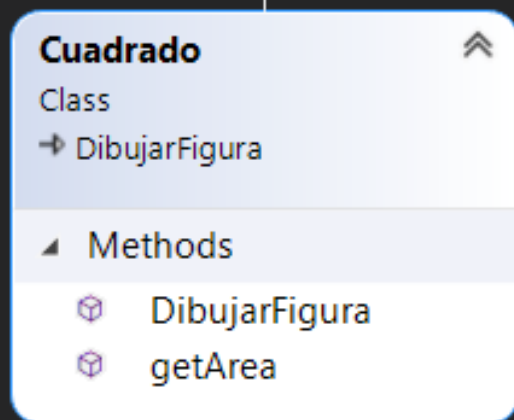 Cuadrado
Class
DibujarFigura
Methods
DibujarFigura
getArea